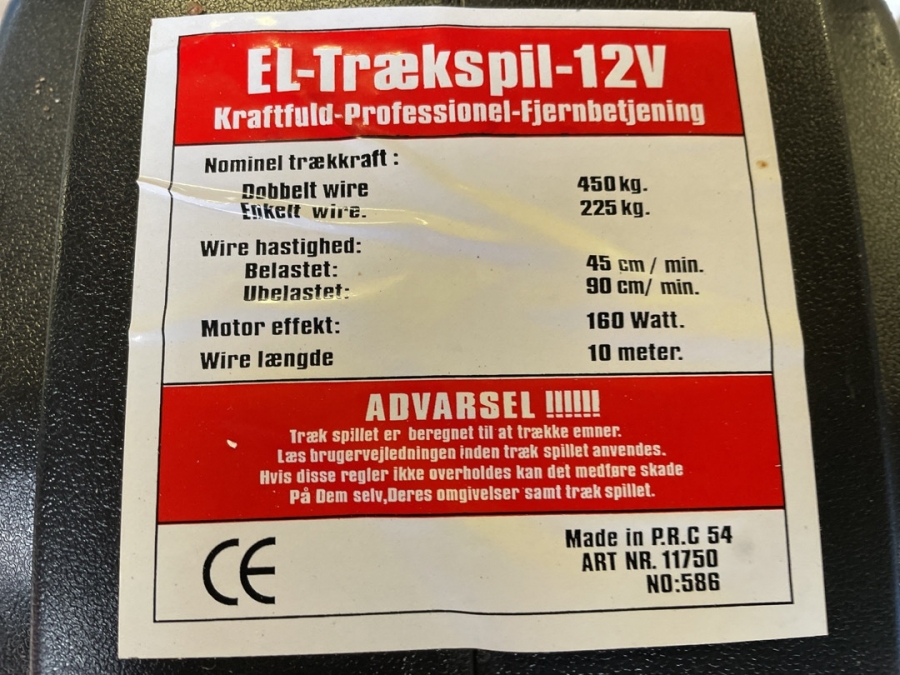 EL-Trækspil-12V
Kraftfuld-Professionel-Fjernbetjening
Nominel trækkraft :
Dobbelt wire 450 kg.
Enkelt wire. 225 kg.
Wire hastighed:
Belastet: 45 cm / min.
Ubelastet: 90 cm/ min.
Motor effekt: 160 Watt.
Wire længde 10 meter.
ADVARSEL !!!!!!
Træk spillet er beregnet til at trække emner.
Læs brugervejledningen inden træk spillet anvendes.
Hvis disse regler ikke overholdes kan det medføre skade
På Dem selv,Deres omgivelser samt træk spillet.
CE
Made in P.R.C 54
ART NR. 11750
NO:586